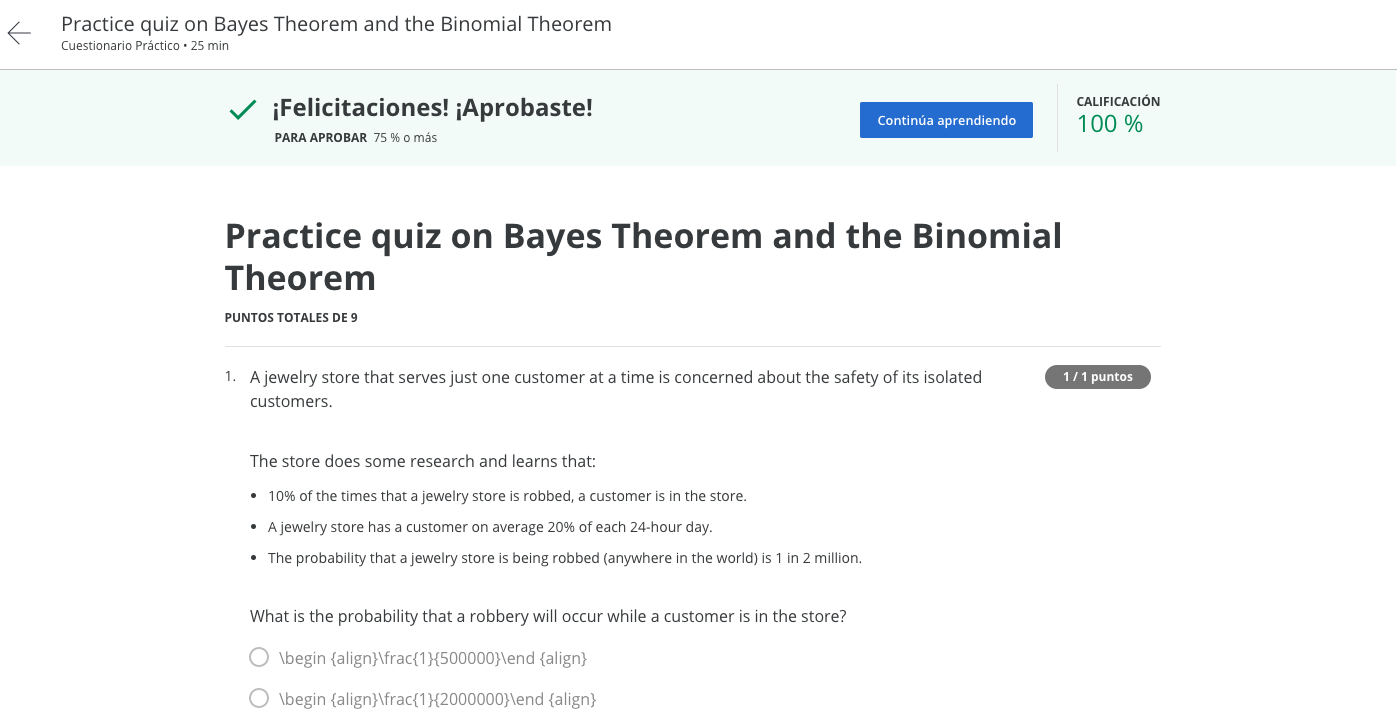 Practice quiz on Bayes Theorem and the Binomial Theorem
Cuestionario Práctico • 25 min
¡Felicitaciones! ¡Aprobaste!
PARA APROBAR 75 % o más
Continúa aprendiendo
CALIFICACIÓN
100 %
Practice quiz on Bayes Theorem and the Binomial
Theorem
PUNTOS TOTALES DE 9
1. A jewelry store that serves just one customer at a time is concerned about the safety of its isolated
customers.
1 / 1 puntos
The store does some research and learns that:
• 10% of the times that a jewelry store is robbed, a customer is in the store.
• A jewelry store has a customer on average 20% of each 24-hour day.
• The probability that a jewelry store is being robbed (anywhere in the world) is 1 in 2 million.
What is the probability that a robbery will occur while a customer is in the store?
\begin {align}\frac{1}{500000}\end {align}
\begin {align}\frac{1}{2000000}\end {align}